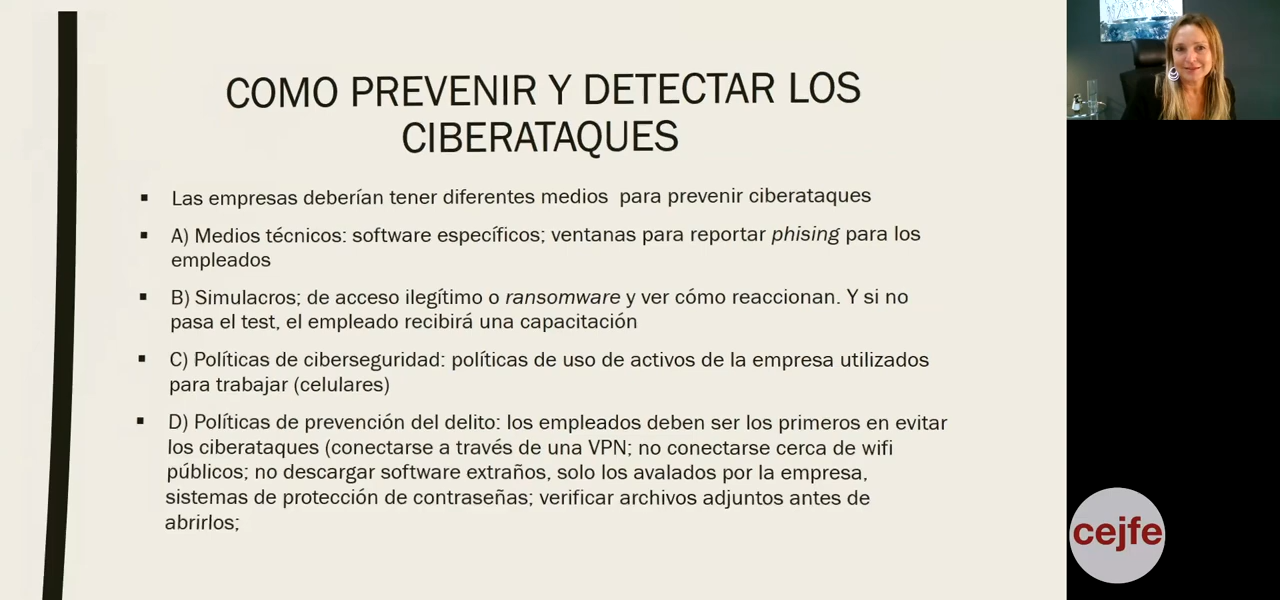 COMO PREVENIR Y DETECTAR LOS
CIBERATAQUES
▪ Las empresas deberían tener diferentes medios para prevenir ciberataques
▪ A) Medios técnicos: software específicos; ventanas para reportar phising para los
empleados
▪ B) Simulacros; de acceso ilegítimo o ransomware y ver cómo reaccionan. Y si no
pasa el test, el empleado recibirá una capacitación
▪ C) Políticas de ciberseguridad: políticas de uso de activos de la empresa utilizados
para trabajar (celulares)
▪ D) Políticas de prevención del delito: los empleados deben ser los primeros en evitar
los ciberataques (conectarse a través de una VPN; no conectarse cerca de wifi
públicos; no descargar software extraños, solo los avalados por la empresa,
sistemas de protección de contraseñas; verificar archivos adjuntos antes de
abrirlos;
cejfe